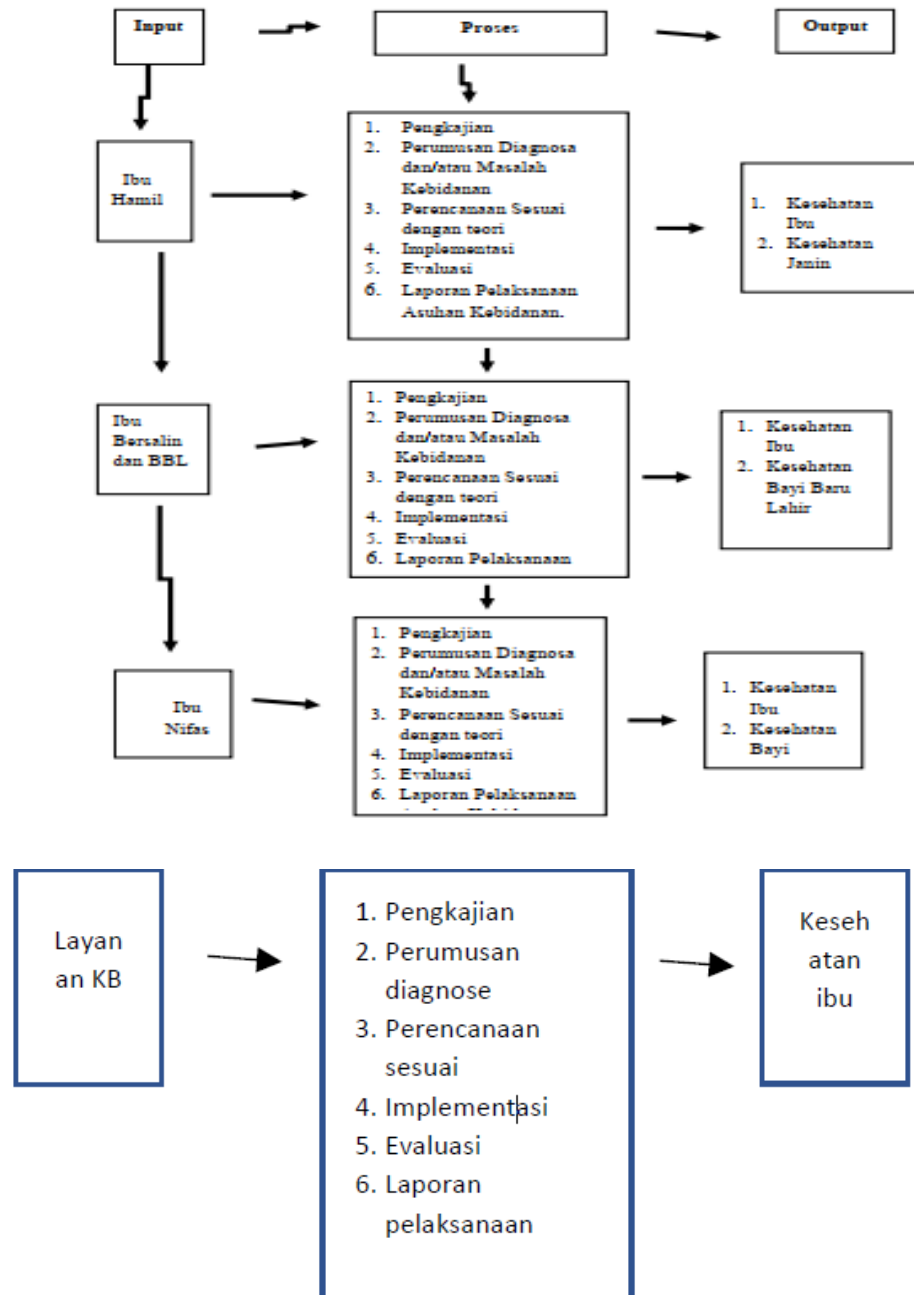 Input
Proses
Output
Ibu
Hamil
1. Pengkajian
2. Perumusan Diagnosa
dan/atau Masalah
Kebidanan
3. Perencanaan Sesuai
dengan teori
4. Implementasi
5. Evaluasi
6. Laporan Pelaksanaan
Asuhan Kebidanan.
1. Kesehatan
Ibu
2. Kesehatan
Janin
Ibu
Bersalin
dan BBL
1. Pengkajian
2. Perumusan Diagnosa
dan/atau Masalah
Kebidanan
3. Perencanaan Sesuai
dengan teori
4. Implementasi
5. Evaluasi
6. Laporan Pelaksanaan
1. Kesehatan
Ibu
2. Kesehatan
Bayi Baru
Lahir
Ibu
Nifas
1. Pengkajian
2. Perumusan Diagnosa
dan/atau Masalah
Kebidanan
3. Perencanaan Sesuai
dengan teori
4. Implementasi
5. Evaluasi
6. Laporan Pelaksanaan
1. Kesehatan
Ibu
2. Kesehatan
Bayi
Layan
an KB
1. Pengkajian
2. Perumusan
diagnose
3. Perencanaan
sesuai
4. Implementasi
5. Evaluasi
6. Laporan
pelaksanaan
Keseh
atan
ibu